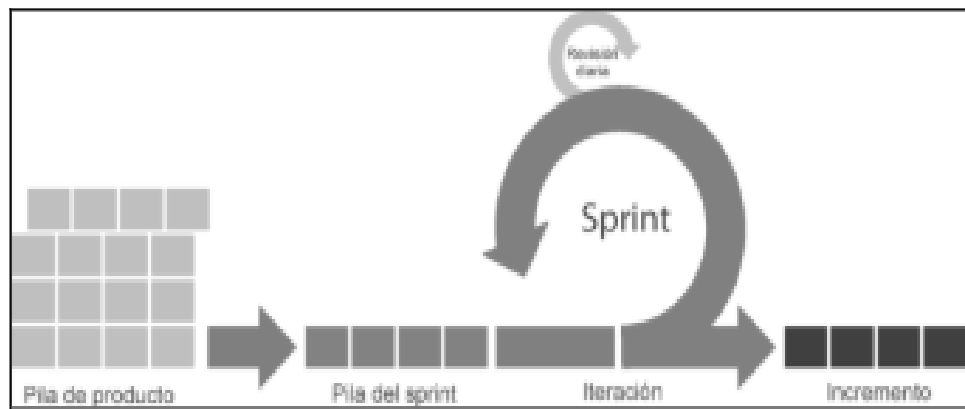 Revisión
diaria
Sprint
Pila de producto
Pila del sprint
Iteración
Incremento